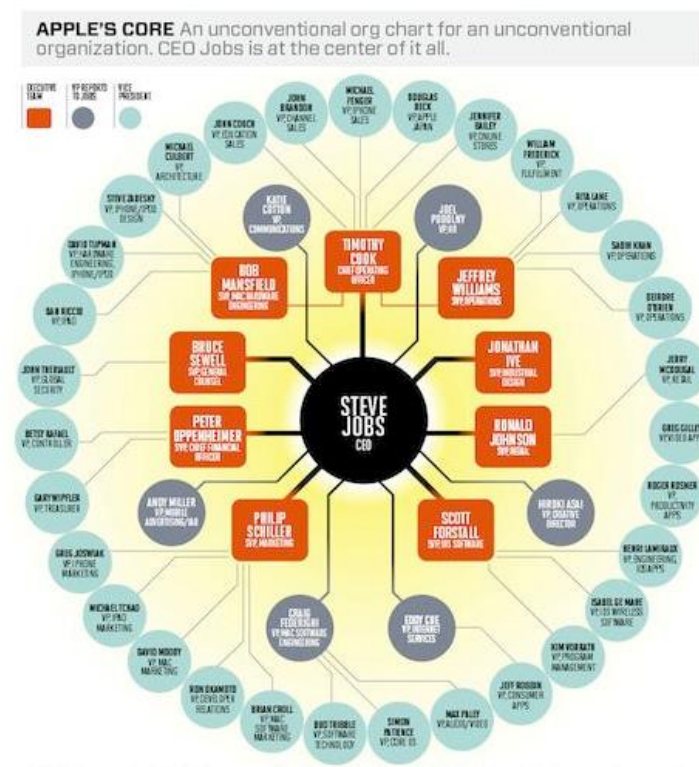 APPLE'S CORE An unconventional org chart for an unconventional
organization. CEO Jobs is at the center of it all.
EXECUTIVE
TEAM
VP REPORTS
TO JOBS
VICE
PRESIDENT
MICHAEL
FENGER
VP, IPHONE
SALES
DOUGLAS
BECK
VP, APPLE
JAPAN
JENNIFER
BAILEY
VP, ONLINE
STORES
WILLIAM
FREDERICK
VP,
FULFILLMENT
RITA LANE
VP, OPERATIONS
SABIH KHAN
VP, OPERATIONS
DEIRDRE
O'BRIEN
VP, OPERATIONS
JERRY
MCDOUGAL
VP, RETAIL
GREG GILLEY
VP, VIDEO APPS
ROGER ROSNER
VP,
PRODUCTIVITY
APPS
HENRI LAMIRAUX
VP, ENGINEERING,
IOS APPS
ISABEL GE MAHE
VP, IOS WIRELESS
SOFTWARE
KIM VORRATH
VP, PROGRAM
MANAGEMENT
JEFF ROBBIN
VP, CONSUMER
APPS
MAX PALEY
VP, AUDIO/VIDEO
SIMON
PATIENCE
VP, CORE OS
BUD TRIBBLE
VP, SOFTWARE
TECHNOLOGY
BRIAN CROLL
VP, MAC
SOFTWARE
MARKETING
RON OKAMOTO
VP, DEVELOPER
RELATIONS
DAVID MOODY
VP, MAC
MARKETING
MICHAEL TCHAO
VP, IPAD
MARKETING
GREG JOSWIAK
VP, IPHONE
MARKETING
GARY WIPFLER
VP, TREASURER
BETSY RAFAEL
VP, CONTROLLER
JOHN THERIAULT
VP, GLOBAL
SECURITY
DAN RICCIO
VP, IPAD
DAVID TUPMAN
VP, HARDWARE
ENGINEERING,
IPHONE/IPOD
STEVE ZADESKY
VP, IPHONE/IPOD
DESIGN
MICHAEL
CULBERT
VP,
ARCHITECTURE
JOHN COUCH
VP, EDUCATION
SALES
JOHN
BRANDON
VP, CHANNEL
SALES
KATIE
COTTON
VP,
COMMUNICATIONS
JOEL
PODOLNY
VP, HR
TIMOTHY
COOK
CHIEF OPERATING
OFFICER
BOB
MANSFIELD
SVP, MAC HARDWARE
ENGINEERING
JEFFREY
WILLIAMS
SVP, OPERATIONS
BRUCE
SEWELL
SVP, GENERAL
COUNSEL
JONATHAN
IVE
SVP, INDUSTRIAL
DESIGN
STEVE
JOBS
CEO
PETER
OPPENHEIMER
SVP, CHIEF FINANCIAL
OFFICER
RONALD
JOHNSON
SVP, RETAIL
ANDY MILLER
VP, MOBILE
ADVERTISING/IAD
HIROKI ASAI
VP, CREATIVE
DIRECTOR
PHILIP
SCHILLER
SVP, MARKETING
SCOTT
FORSTALL
SVP, IOS SOFTWARE
CRAIG
FEDERIGHI
VP, MAC SOFTWARE
ENGINEERING
EDDY CUE
VP, INTERNET
SERVICES